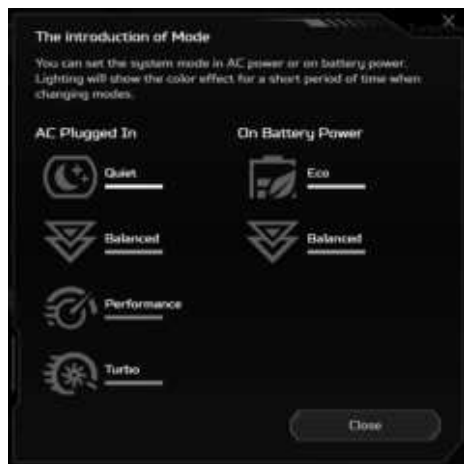 The introduction of Mode
You can set the system mode in AC power or on battery power.
Lighting will show the color effect for a short period of time when
changing modes.
AC Plugged In
On Battery Power
Quiet
Eco
Balanced
Balanced
Performance
Turbo
Close